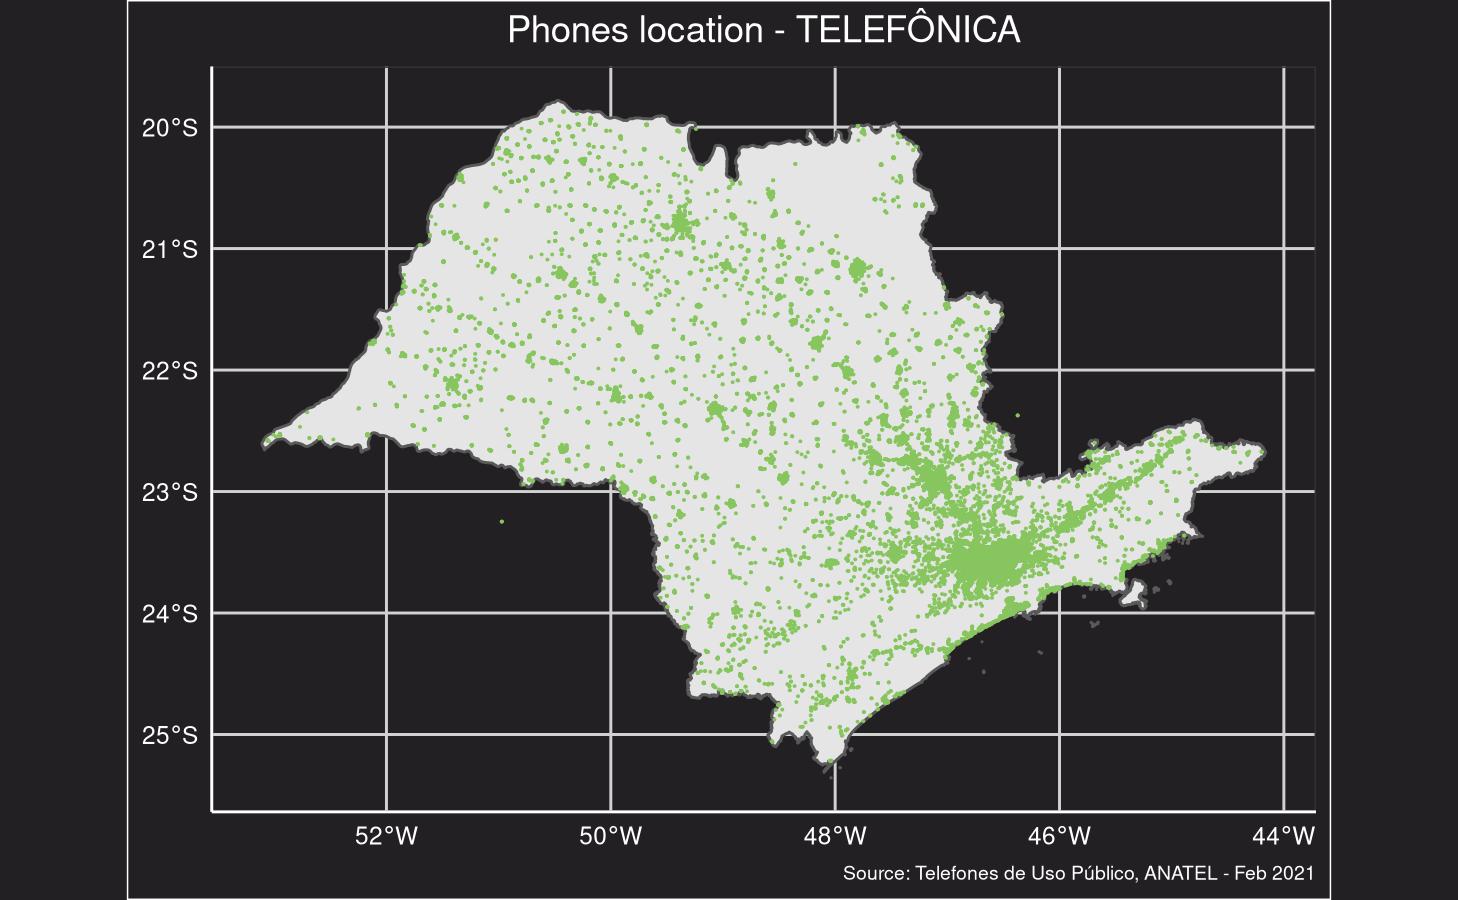 Phones location - TELEFÔNICA
20°S
21°S
22°S
23°S
24°S
25°S
52°W
50°W
48°W
46°W
44°W
Source: Telefones de Uso Público, ANATEL - Feb 2021